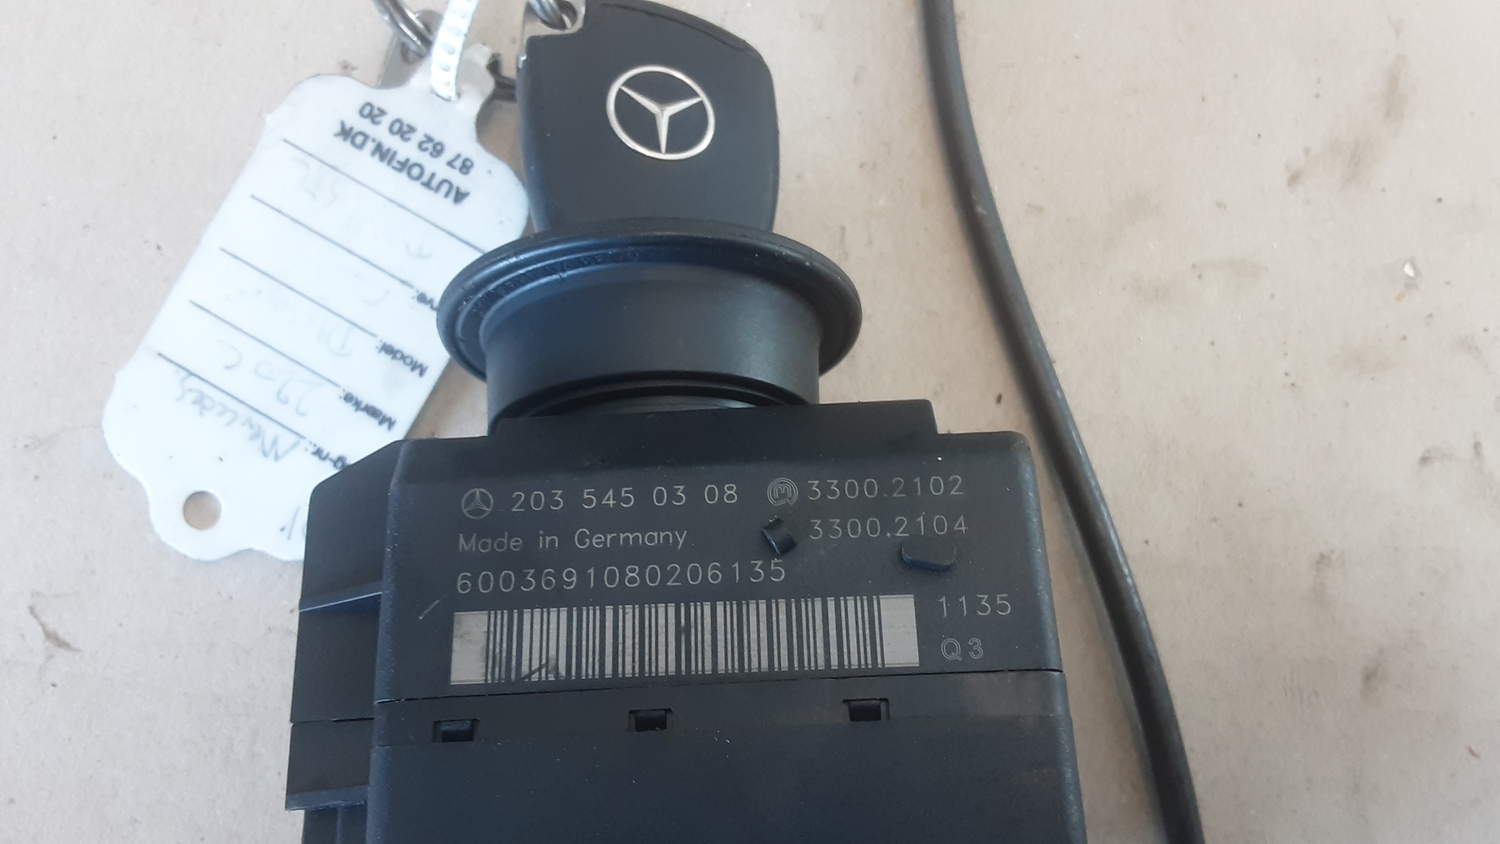 AUTOFIN.DK
87 62 20 20
Model:
Mærke:
220 C
203 545 03 08 3300.2102
Made in Germany 3300.2104
6003691080206135
1135
Q3